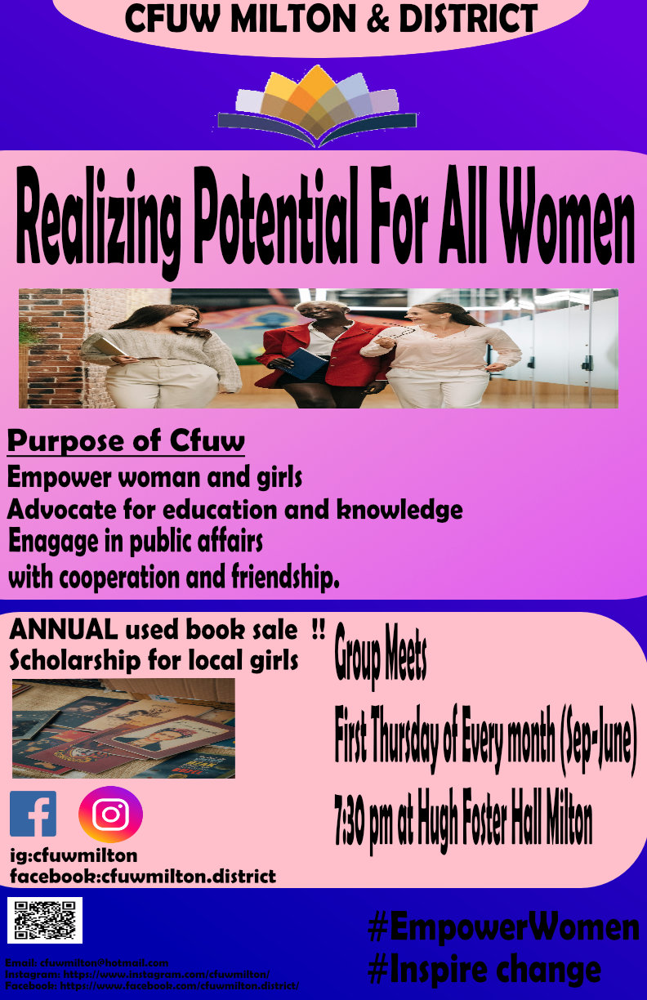 CFUW MILTON & DISTRICT
Realizing Potential For All Women
Purpose of Cfuw
Empower woman and girls
Advocate for education and knowledge
Enagage in public affairs
with cooperation and friendship.
ANNUAL used book sale !!
Scholarship for local girls
Group Meets
First Thursday of Every month (Sep-June)
7:30 pm at Hugh Foster Hall Milton
ig:cfuwmilton
facebook:cfuwmilton.district
#EmpowerWomen
#Inspire change
Email: cfuwmilton@hotmail.com
Instagram: https://www.instagram.com/cfuwmilton/
Facebook: https://www.facebook.com/cfuwmilton.district/